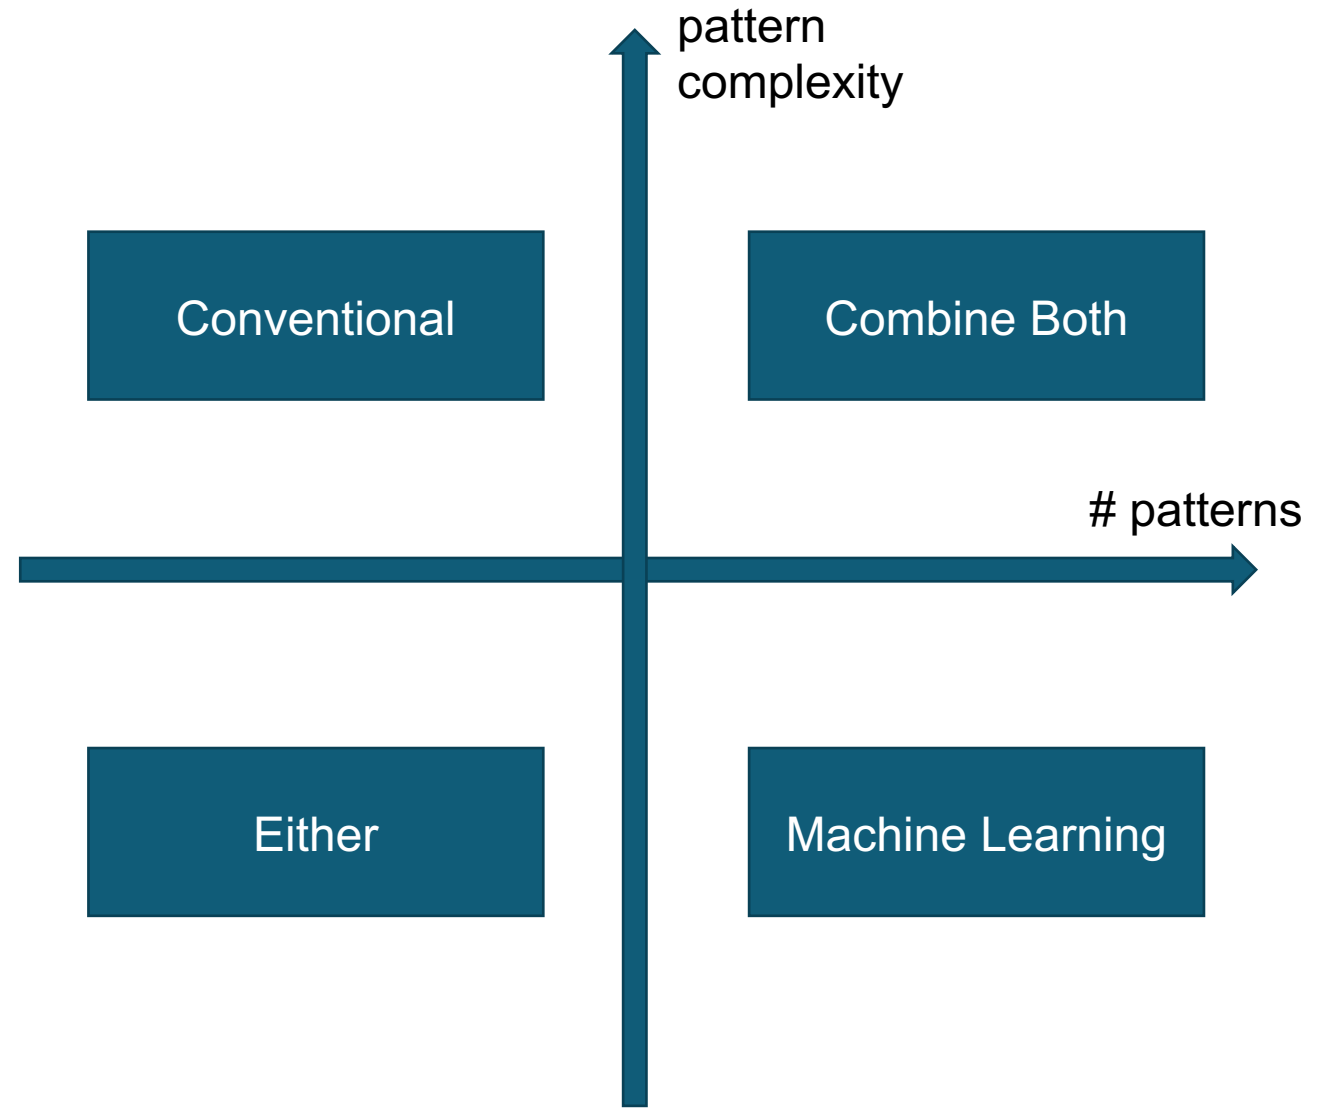 pattern
complexity
Conventional
Combine Both
# patterns
Either
Machine Learning